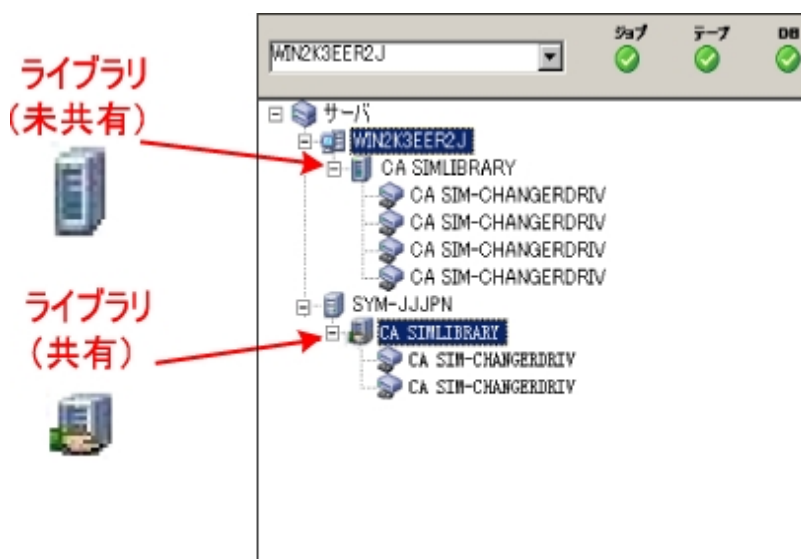 ジョブ テープ DB
WIN2K3EER2J
ライブラリ
(未共有)
サーバ
WIN2K3EER2J
CA SIMLIBRARY
CA SIM-CHANGERDRIV
CA SIM-CHANGERDRIV
CA SIM-CHANGERDRIV
CA SIM-CHANGERDRIV
ライブラリ
(共有)
SYM-JJJPN
CA SIMLIBRARY
CA SIM-CHANGERDRIV
CA SIM-CHANGERDRIV